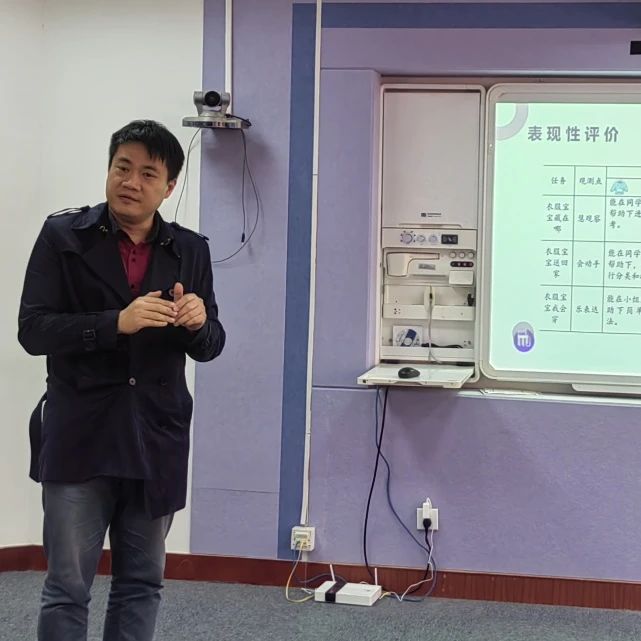 表现性评价
任务 观测点
衣服宝
宝藏在
哪
慧观察
能在同学
帮助下进
考。
衣服宝
宝送回
家
会动手
能在同学
帮助下，
行分类和
衣服宝
宝我会
穿
乐表达
能在小组
助下简单
法。